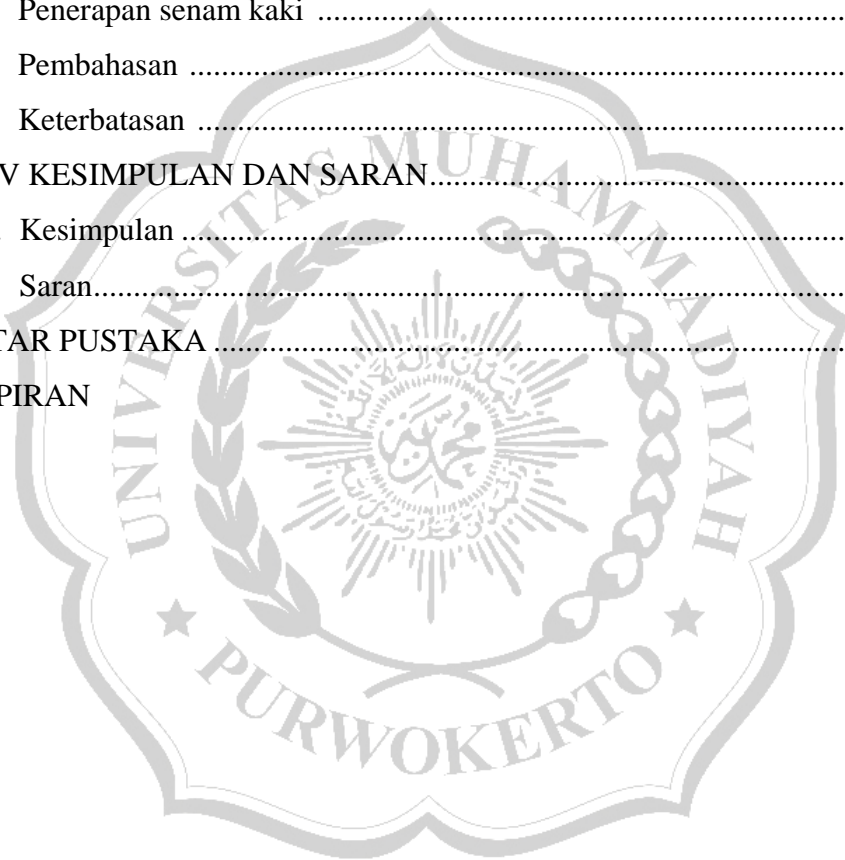 Penerapan senam kaki ................................................................
Pembahasan ................................................................
Keterbatasan ................................................................
V KESIMPULAN DAN SARAN................................................................
Kesimpulan ................................................................
Saran................................................................
TAR PUSTAKA ................................................................
PIRAN
UNIVERSITAS MUHAMMADIYAH
PURWOKERTO